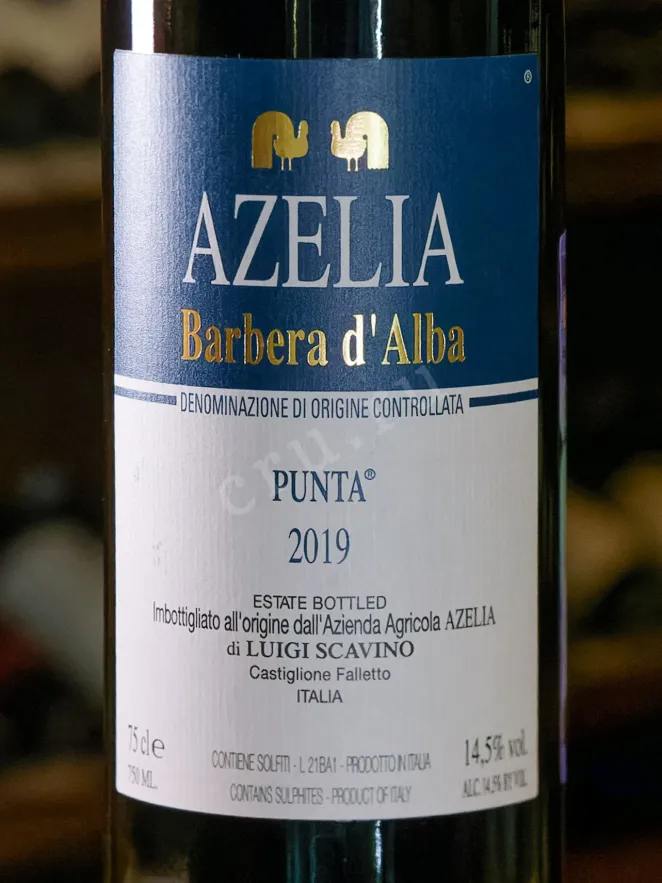 ®
AZELIA
Barbera d'Alba
DENOMINAZIONE DI ORIGINE CONTROLLATA
cru.ru
PUNTA®
2019
ESTATE BOTTLED
Imbottigliato all'origine dall'Azienda Agricola AZELIA
di LUIGI SCAVINO
Castiglione Falletto
ITALIA
75 cl e
750 ML.
CONTIENE SOLFITI - L 21BA1 - PRODOTTO IN ITALIA
CONTAINS SULPHITES - PRODUCT OF ITALY
14,5% vol.
ALC. 14.5% BY VOL.